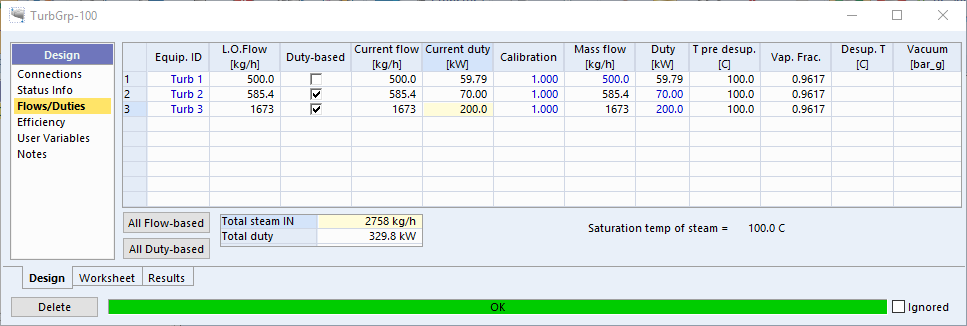 TurbGrp-100
Design
Connections
Status Info
Flows/Duties
Efficiency
User Variables
Notes
Equip. ID L.O.Flow [kg/h] Duty-based Current flow [kg/h] Current duty [kW] Calibration Mass flow [kg/h] Duty [kW] T pre desup. [C] Vap. Frac. Desup. T [C] Vacuum [bar_g]
1 Turb 1 500.0 500.0 59.79 1.000 500.0 59.79 100.0 0.9617
2 Turb 2 585.4 585.4 70.00 1.000 585.4 70.00 100.0 0.9617
3 Turb 3 1673 1673 200.0 1.000 1673 200.0 100.0 0.9617
All Flow-based
All Duty-based
Total steam IN 2758 kg/h
Total duty 329.8 kW
Saturation temp of steam = 100.0 C
Design Worksheet Results
Delete OK Ignored